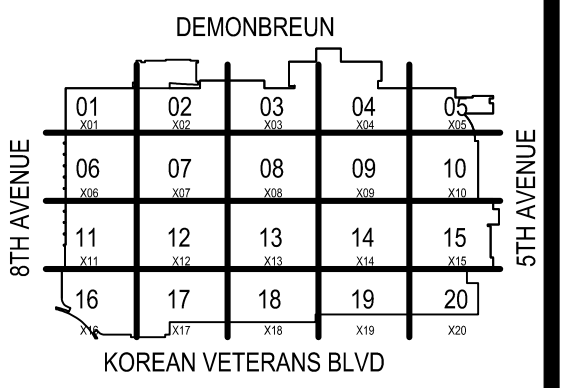 DEMONBREUN
01 02 03 04 05
X01 X02 X03 X04 X05
06 07 08 09 10
X06 X07 X08 X09 X10
11 12 13 14 15
X11 X12 X13 X14 X15
16 17 18 19 20
X16 X17 X18 X19 X20
8TH AVENUE
5TH AVENUE
KOREAN VETERANS BLVD